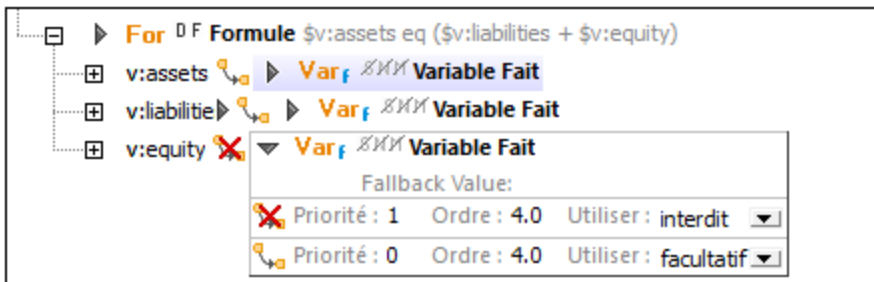 For D F Formule $v:assets eq ($v:liabilities + $v:equity)
v:assets Varf Variable Fait
v:liabilitie Varf Variable Fait
v:equity Varf Variable Fait
Fallback Value:
Priorité : 1 Ordre : 4.0 Utiliser : interdit
Priorité : 0 Ordre : 4.0 Utiliser : facultatif